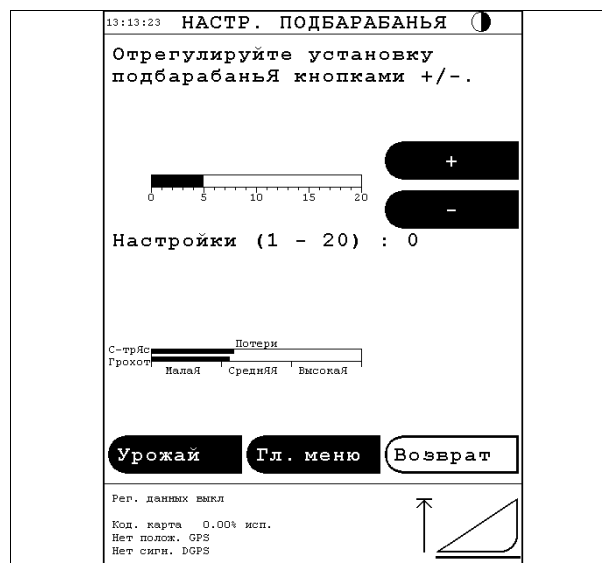 13:13:23 НАСТР. ПОДБАРАБАНЬЯ
Отрегулируйте установку
подбарабаньЯ кнопками +/-.
+
0 5 10 15 20
-
Настройки (1 - 20) : 0
Потери
С-трЯс
Грохот
МалаЯ СреднЯЯ ВысокаЯ
Урожай Гл. меню Возврат
Рег. данных выкл
Код. карта 0.00% исп.
Нет полож. GPS
Нет сигн. DGPS